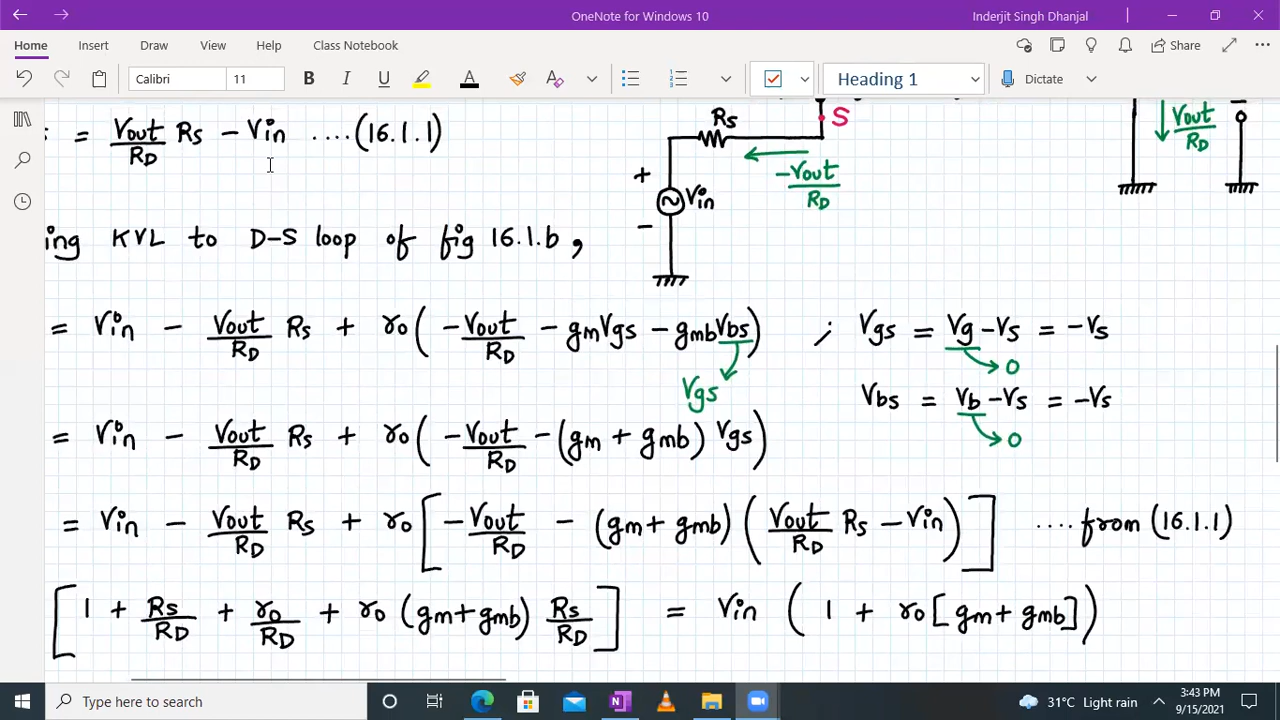 OneNote for Windows 10
Inderjit Singh Dhanjal
Home Insert Draw View Help Class Notebook
Share
Calibri 11 B I U A Heading 1 Dictate
= Vout/RD Rs - Vin ....(16.1.1)
Rs
S
-Vout/RD
+
Vin
-
Vout/RD
ing KVL to D-S loop of fig 16.1.b,
= Vin - Vout/RD Rs + ro(-Vout/RD - gmVgs - gmbVbs) ; Vgs = Vg - Vs = -Vs
0
Vgs
Vbs = Vb - Vs = -Vs
0
= Vin - Vout/RD Rs + ro(-Vout/RD - (gm + gmb) Vgs)
= Vin - Vout/RD Rs + ro[-Vout/RD - (gm + gmb)(Vout/RD Rs - Vin)] ....from (16.1.1)
[1 + Rs/RD + ro/RD + ro (gm+gmb) Rs/RD] = Vin (1 + ro[gm+gmb])
Type here to search
31°C Light rain
3:43 PM
9/15/2021